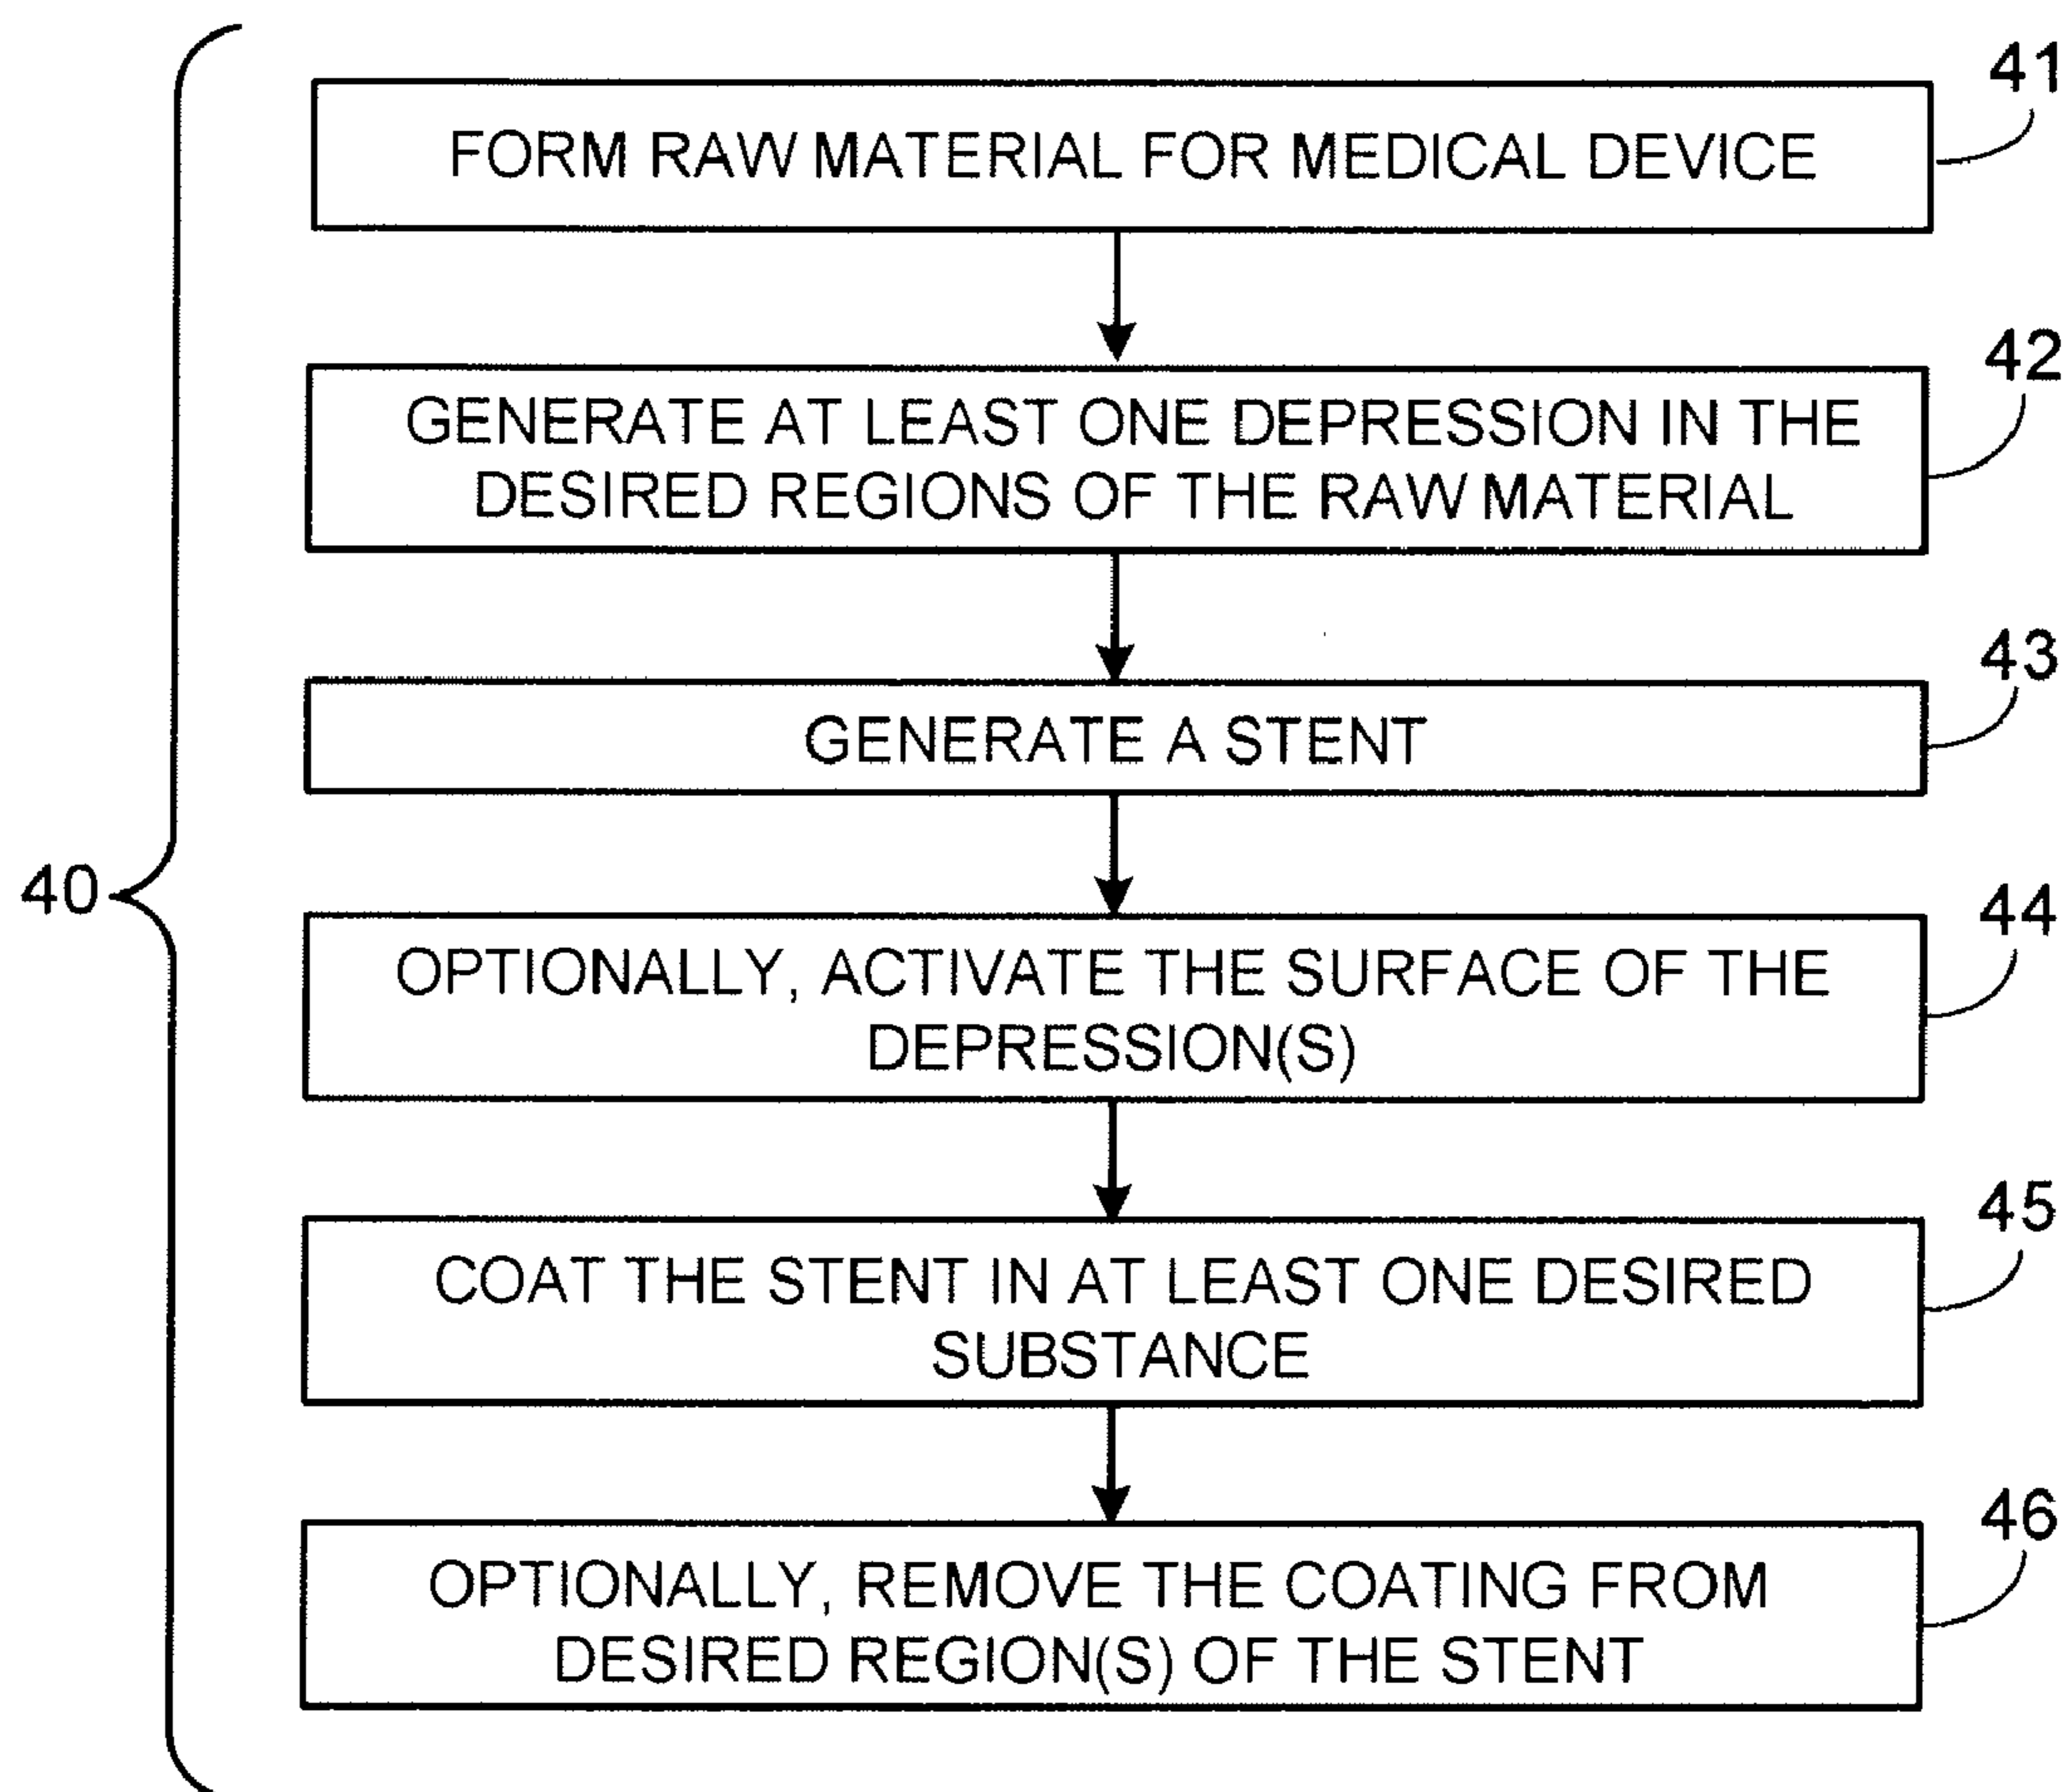 41
FORM RAW MATERIAL FOR MEDICAL DEVICE
42
GENERATE AT LEAST ONE DEPRESSION IN THE
DESIRED REGIONS OF THE RAW MATERIAL
43
GENERATE A STENT
40
44
OPTIONALLY, ACTIVATE THE SURFACE OF THE
DEPRESSION(S)
45
COAT THE STENT IN AT LEAST ONE DESIRED
SUBSTANCE
46
OPTIONALLY, REMOVE THE COATING FROM
DESIRED REGION(S) OF THE STENT